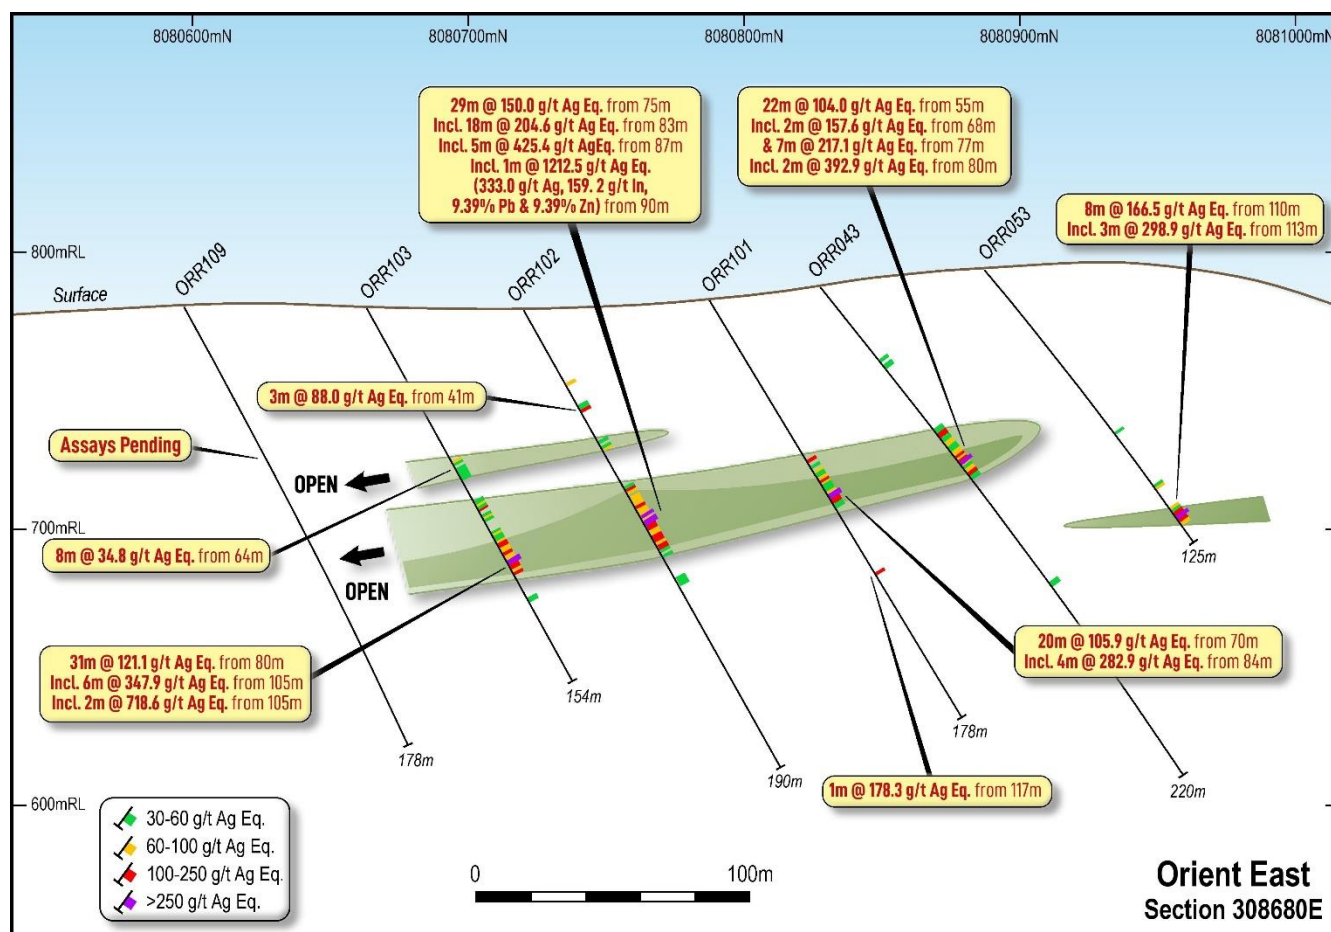 8080600mN
8080700mN
8080800mN
8080900mN
8081000mN
29m @ 150.0 g/t Ag Eq. from 75m
Incl. 18m @ 204.6 g/t Ag Eq. from 83m
Incl. 5m @ 425.4 g/t AgEq. from 87m
Incl. 1m @ 1212.5 g/t Ag Eq.
(333.0 g/t Ag, 159. 2 g/t In,
9.39% Pb & 9.39% Zn) from 90m
22m @ 104.0 g/t Ag Eq. from 55m
Incl. 2m @ 157.6 g/t Ag Eq. from 68m
& 7m @ 217.1 g/t Ag Eq. from 77m
Incl. 2m @ 392.9 g/t Ag Eq. from 80m
8m @ 166.5 g/t Ag Eq. from 110m
Incl. 3m @ 298.9 g/t Ag Eq. from 113m
800mRL
ORR109
ORR103
ORR102
ORR101
ORR043
ORR053
Surface
3m @ 88.0 g/t Ag Eq. from 41m
Assays Pending
OPEN
700mRL
8m @ 34.8 g/t Ag Eq. from 64m
125m
OPEN
31m @ 121.1 g/t Ag Eq. from 80m
Incl. 6m @ 347.9 g/t Ag Eq. from 105m
Incl. 2m @ 718.6 g/t Ag Eq. from 105m
20m @ 105.9 g/t Ag Eq. from 70m
Incl. 4m @ 282.9 g/t Ag Eq. from 84m
154m
178m
178m
190m
220m
1m @ 178.3 g/t Ag Eq. from 117m
600mRL
30-60 g/t Ag Eq.
60-100 g/t Ag Eq.
100-250 g/t Ag Eq.
>250 g/t Ag Eq.
0
100m
Orient East
Section 308680E